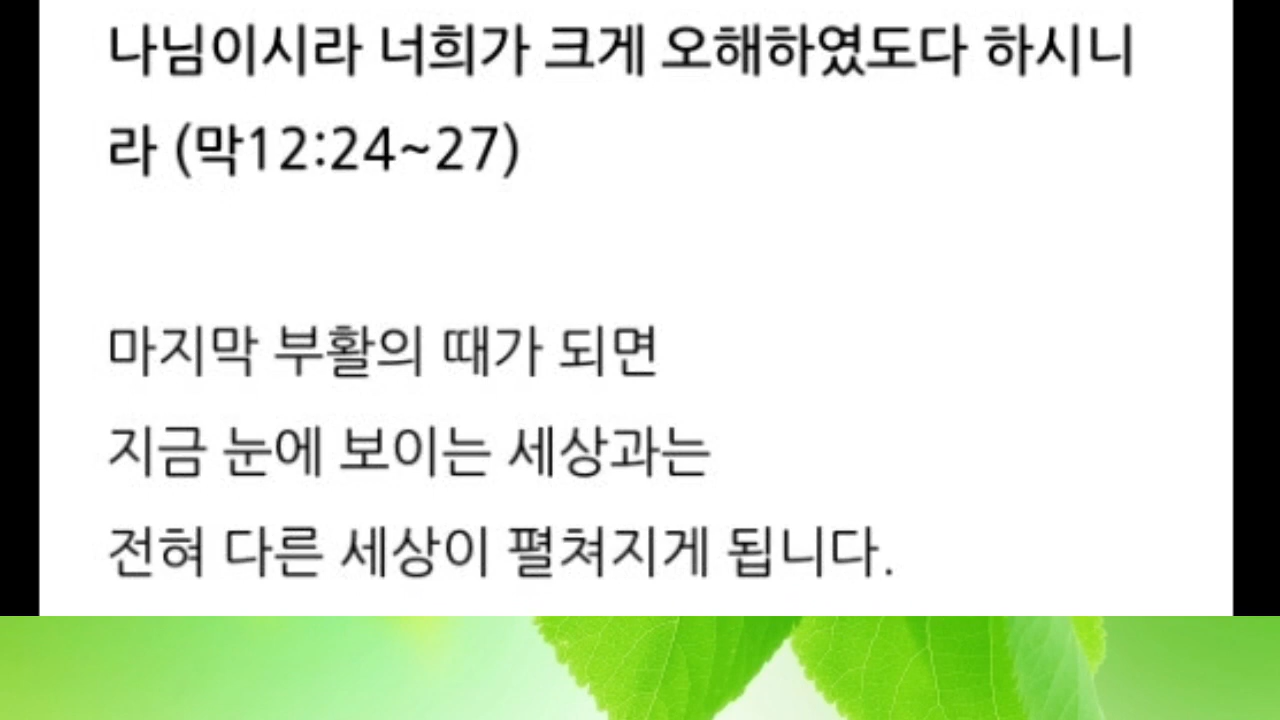 나님이시라 너희가 크게 오해하였도다 하시니
라 (막12:24~27)
마지막 부활의 때가 되면
지금 눈에 보이는 세상과는
전혀 다른 세상이 펼쳐지게 됩니다.